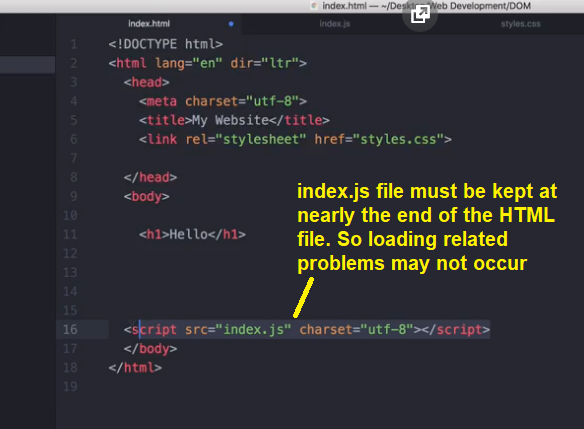 index.html — ~/Desktop/Web Development/DOM
index.html index.js styles.css
1 <!DOCTYPE html>
2 <html lang="en" dir="ltr">
3 <head>
4 <meta charset="utf-8">
5 <title>My Website</title>
6 <link rel="stylesheet" href="styles.css">
7
8 </head>
9 <body>
10
11 <h1>Hello</h1>
12
13
14
15
16 <script src="index.js" charset="utf-8"></script>
17 </body>
18 </html>
19
index.js file must be kept at
nearly the end of the HTML
file. So loading related
problems may not occur